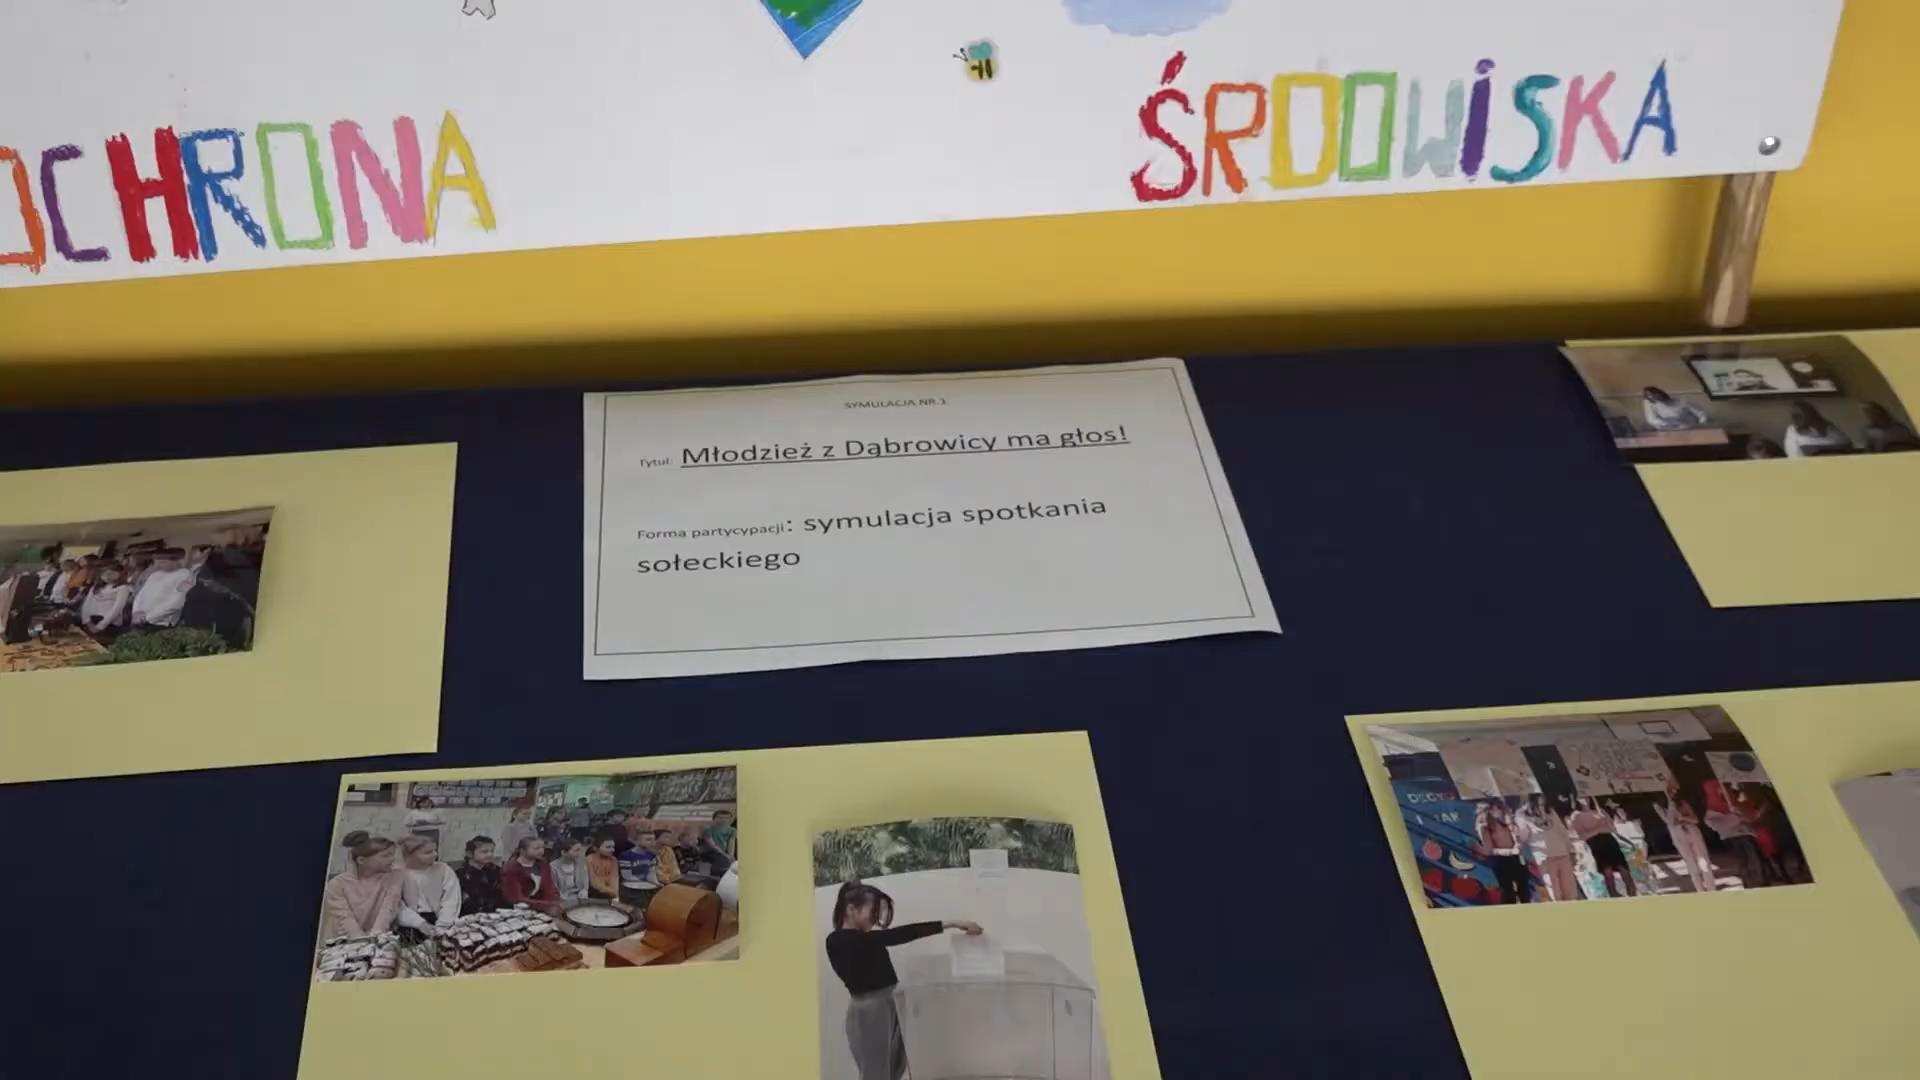 OCHRONA ŚRODOWiSKA
SYMULACJA NR.1
Tytuł: Młodzież z Dąbrowicy ma głos!
Forma partycypacji: symulacja spotkania
sołeckiego